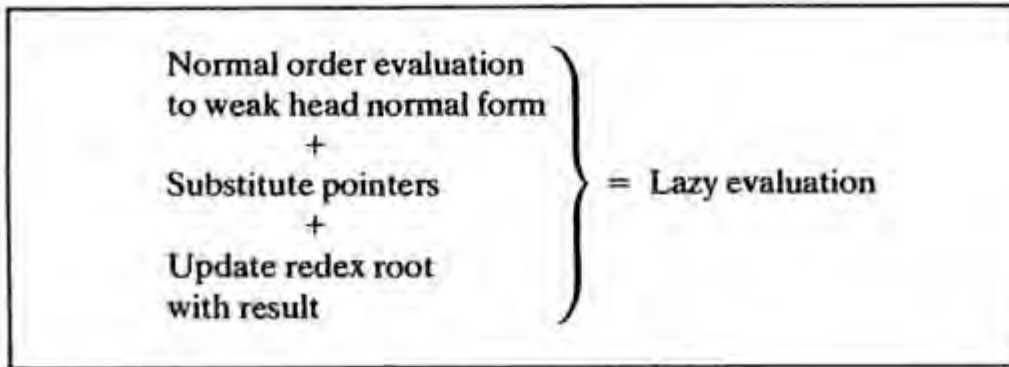 Normal order evaluation
to weak head normal form
+
Substitute pointers
+
Update redex root
with result
= Lazy evaluation